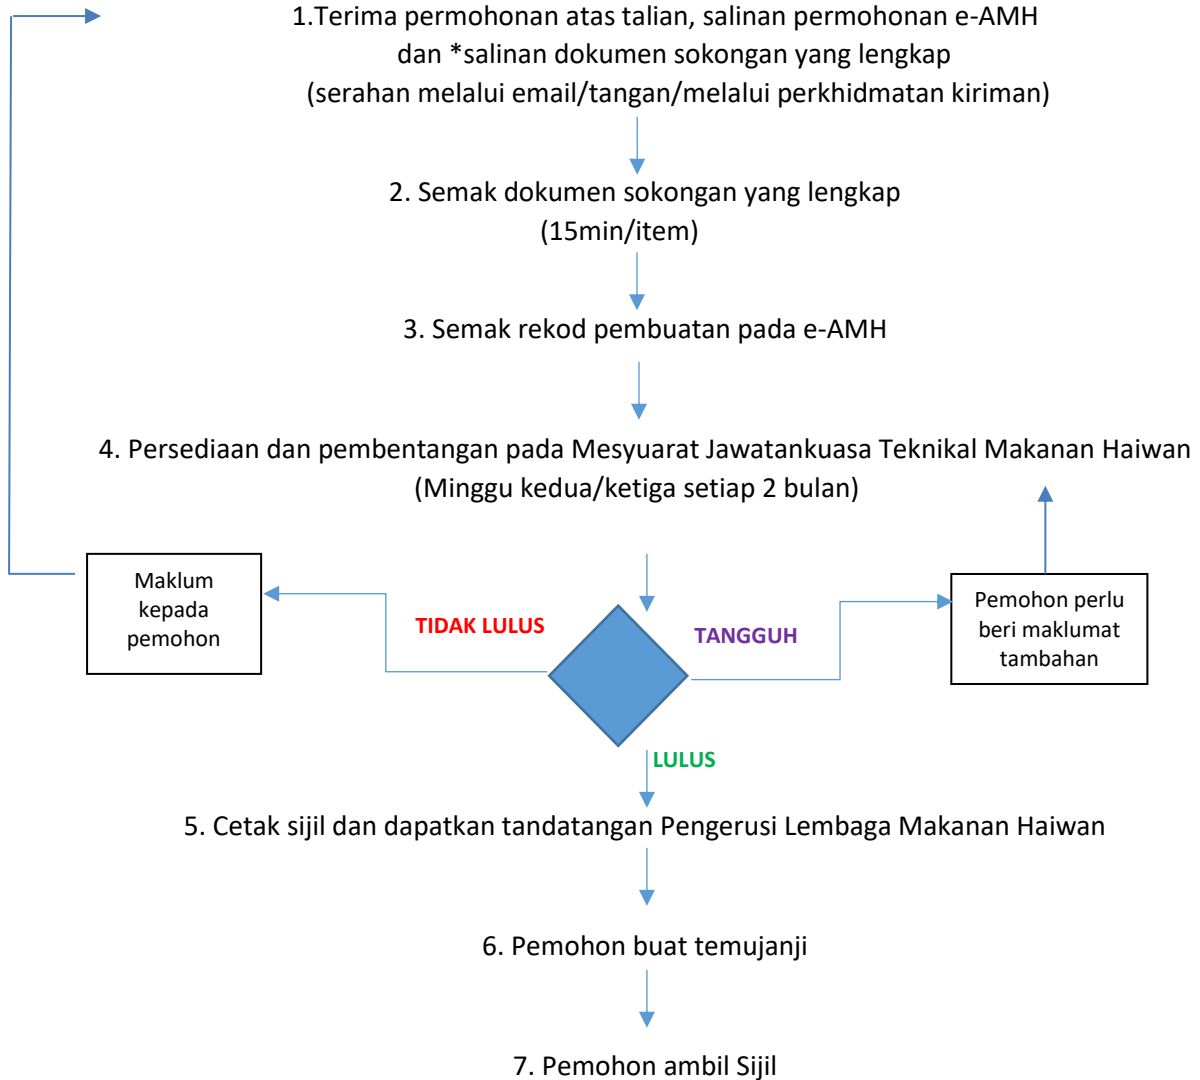 1.Terima permohonan atas talian, salinan permohonan e-AMH
dan *salinan dokumen sokongan yang lengkap
(serahan melalui email/tangan/melalui perkhidmatan kiriman)
2. Semak dokumen sokongan yang lengkap
(15min/item)
3. Semak rekod pembuatan pada e-AMH
4. Persediaan dan pembentangan pada Mesyuarat Jawatankuasa Teknikal Makanan Haiwan
(Minggu kedua/ketiga setiap 2 bulan)
Maklum
kepada
pemohon
TIDAK LULUS
TANGGUH
Pemohon perlu
beri maklumat
tambahan
LULUS
5. Cetak sijil dan dapatkan tandatangan Pengerusi Lembaga Makanan Haiwan
6. Pemohon buat temujanji
7. Pemohon ambil Sijil